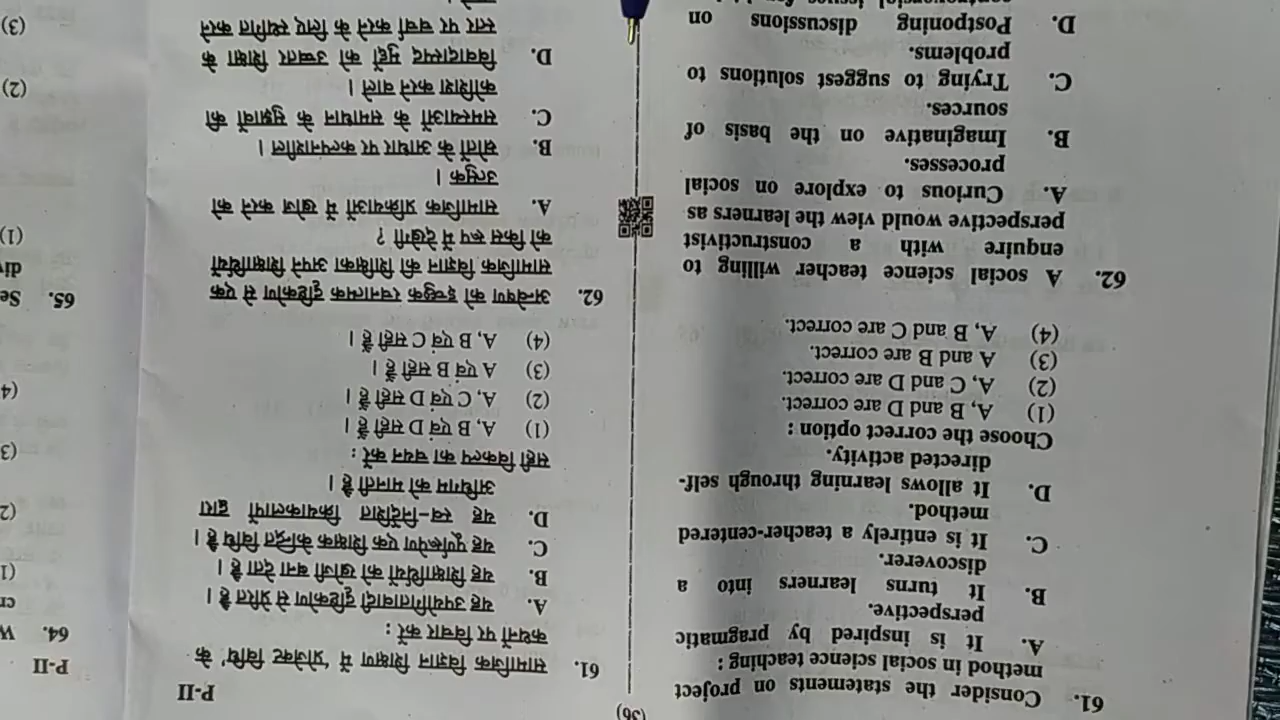 (36)
61. Consider the statements on project
method in social science teaching :
A. It is inspired by pragmatic
perspective.
B. It turns learners into a
discoverer.
C. It is entirely a teacher-centered
method.
D. It allows learning through self-
directed activity.
Choose the correct option :
(1) A, B and D are correct.
(2) A, C and D are correct.
(3) A and B are correct.
(4) A, B and C are correct.
62. A social science teacher willing to
enquire with a constructivist
perspective would view the learners as
A. Curious to explore on social
processes.
B. Imaginative on the basis of
sources.
C. Trying to suggest solutions to
problems.
D. Postponing discussions on
P-II
61. सामाजिक विज्ञान शिक्षण में 'प्रोजेक्ट विधि' के
कथनों पर विचार करें :
A. यह उपयोगितावादी दृष्टिकोण से प्रेरित है ।
B. यह शिक्षार्थियों को खोजी बना देता है ।
C. यह पूर्णरूपेण एक शिक्षक केन्द्रित विधि है ।
D. यह स्व-निर्देशित क्रियाकलापों द्वारा
अधिगम को मानती है ।
सही विकल्प का चयन करें :
(1) A, B एवं D सही हैं ।
(2) A, C एवं D सही हैं ।
(3) A एवं B सही हैं ।
(4) A, B एवं C सही हैं ।
62. अन्वेषण को इच्छुक रचनात्मक दृष्टिकोण से एक
सामाजिक विज्ञान की शिक्षिका अपने शिक्षार्थियों
को किस रूप में देखेगी ?
A. सामाजिक प्रक्रियाओं में खोज करने को
उत्सुक ।
B. स्रोतों के आधार पर कल्पनाशील ।
C. समस्याओं के समाधान के सुझावों की
कोशिश करने वाले ।
D. विवादास्पद मुद्दों को उच्चतर शिक्षा के
स्तर पर चर्चा करने के लिए स्थगित करने
P-II
64. W
cr
(1)
(2)
(3)
(4)
65. Se
div
(1)
(2)
(3)